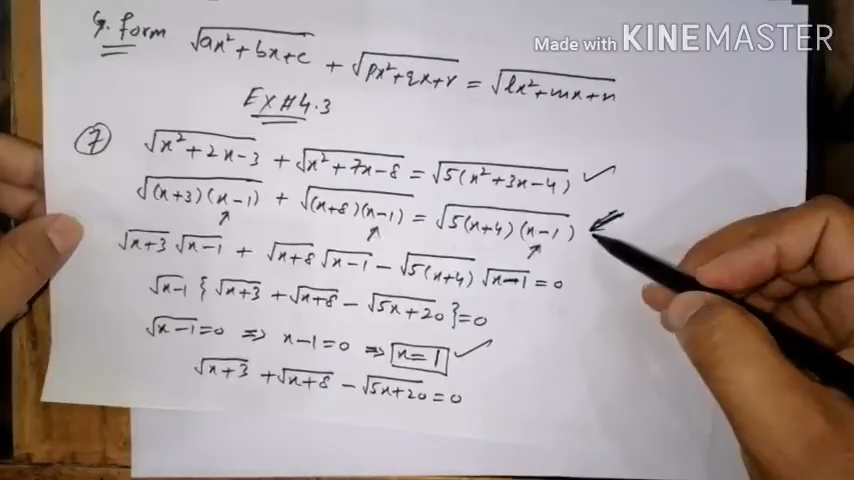 Made with KINEMASTER
9. form √(ax²+bx+c) + √(px²+qx+r) = √(lx²+mx+n)
EX#4.3
⑦ √(x²+2x-3) + √(x²+7x-8) = √(5(x²+3x-4)) ✓
√((x+3)(x-1)) + √((x+8)(x-1)) = √(5(x+4)(x-1))
√(x+3) √(x-1) + √(x+8) √(x-1) - √(5(x+4)) √(x-1) = 0
√(x-1) { √(x+3) + √(x+8) - √(5x+20) } = 0
√(x-1) = 0 ⇒ x-1=0 ⇒ x=1 ✓
√(x+3) + √(x+8) - √(5x+20) = 0